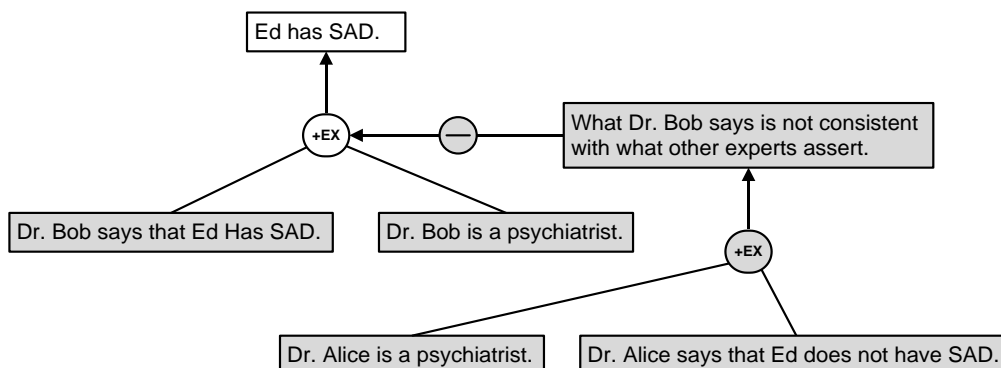 Ed has SAD.
+EX
—
What Dr. Bob says is not consistent
with what other experts assert.
Dr. Bob says that Ed Has SAD.
Dr. Bob is a psychiatrist.
+EX
Dr. Alice is a psychiatrist.
Dr. Alice says that Ed does not have SAD.